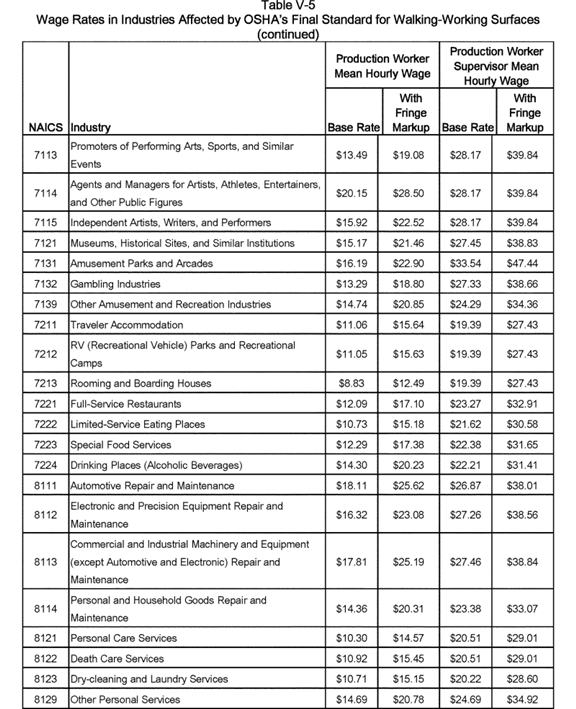 Table V-5
Wage Rates in Industries Affected by OSHA's Final Standard for Walking-Working Surfaces
(continued)
Production Worker Mean Hourly Wage | Production Worker Supervisor Mean Hourly Wage
NAICS | Industry | Base Rate | With Fringe Markup | Base Rate | With Fringe Markup
7113 | Promoters of Performing Arts, Sports, and Similar Events | $13.49 | $19.08 | $28.17 | $39.84
7114 | Agents and Managers for Artists, Athletes, Entertainers, and Other Public Figures | $20.15 | $28.50 | $28.17 | $39.84
7115 | Independent Artists, Writers, and Performers | $15.92 | $22.52 | $28.17 | $39.84
7121 | Museums, Historical Sites, and Similar Institutions | $15.17 | $21.46 | $27.45 | $38.83
7131 | Amusement Parks and Arcades | $16.19 | $22.90 | $33.54 | $47.44
7132 | Gambling Industries | $13.29 | $18.80 | $27.33 | $38.66
7139 | Other Amusement and Recreation Industries | $14.74 | $20.85 | $24.29 | $34.36
7211 | Traveler Accommodation | $11.06 | $15.64 | $19.39 | $27.43
7212 | RV (Recreational Vehicle) Parks and Recreational Camps | $11.05 | $15.63 | $19.39 | $27.43
7213 | Rooming and Boarding Houses | $8.83 | $12.49 | $19.39 | $27.43
7221 | Full-Service Restaurants | $12.09 | $17.10 | $23.27 | $32.91
7222 | Limited-Service Eating Places | $10.73 | $15.18 | $21.62 | $30.58
7223 | Special Food Services | $12.29 | $17.38 | $22.38 | $31.65
7224 | Drinking Places (Alcoholic Beverages) | $14.30 | $20.23 | $22.21 | $31.41
8111 | Automotive Repair and Maintenance | $18.11 | $25.62 | $26.87 | $38.01
8112 | Electronic and Precision Equipment Repair and Maintenance | $16.32 | $23.08 | $27.26 | $38.56
8113 | Commercial and Industrial Machinery and Equipment (except Automotive and Electronic) Repair and Maintenance | $17.81 | $25.19 | $27.46 | $38.84
8114 | Personal and Household Goods Repair and Maintenance | $14.36 | $20.31 | $23.38 | $33.07
8121 | Personal Care Services | $10.30 | $14.57 | $20.51 | $29.01
8122 | Death Care Services | $10.92 | $15.45 | $20.51 | $29.01
8123 | Dry-cleaning and Laundry Services | $10.71 | $15.15 | $20.22 | $28.60
8129 | Other Personal Services | $14.69 | $20.78 | $24.69 | $34.92